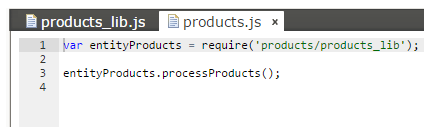 products_lib.js products.js ×
1 var entityProducts = require('products/products_lib');
2
3 entityProducts.processProducts();
4